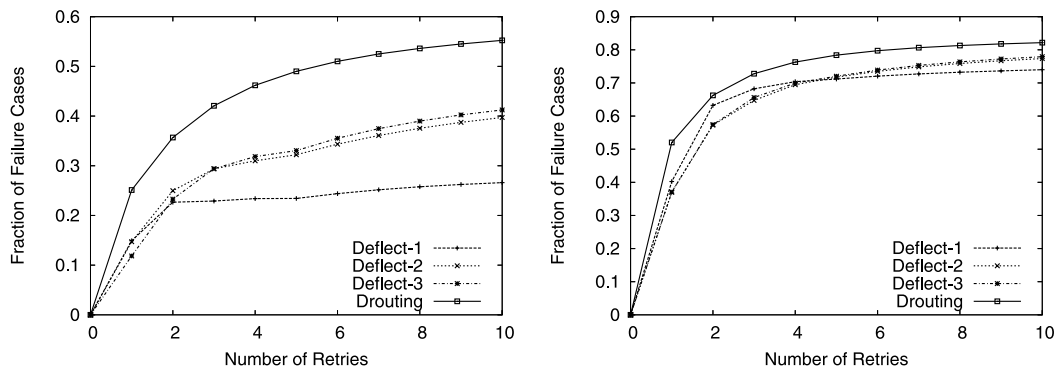 0.6
0.5
0.4
0.3
0.2
0.1
0
0 2 4 6 8 10
Fraction of Failure Cases
Number of Retries
Deflect-1
Deflect-2
Deflect-3
Drouting
0.9
0.8
0.7
0.6
0.5
0.4
0.3
0.2
0.1
0
0 2 4 6 8 10
Fraction of Failure Cases
Number of Retries
Deflect-1
Deflect-2
Deflect-3
Drouting